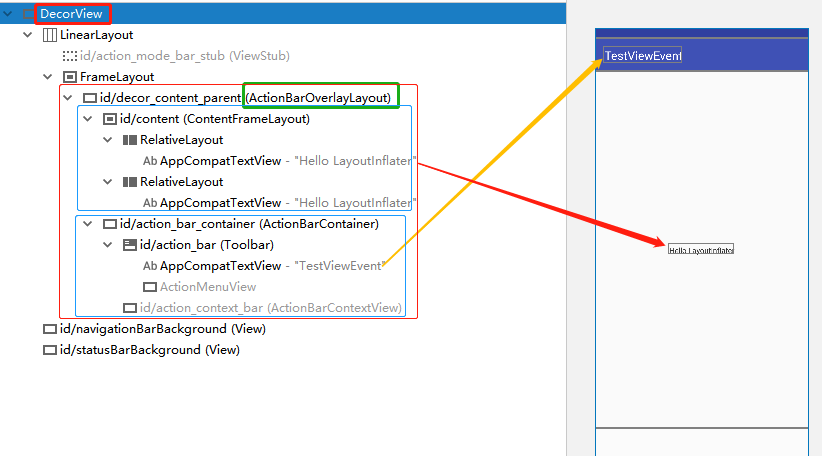 DecorView
LinearLayout
id/action_mode_bar_stub (ViewStub)
FrameLayout
id/decor_content_parent (ActionBarOverlayLayout)
id/content (ContentFrameLayout)
RelativeLayout
Ab AppCompatTextView - "Hello LayoutInflater"
RelativeLayout
Ab AppCompatTextView - "Hello LayoutInflater"
id/action_bar_container (ActionBarContainer)
id/action_bar (Toolbar)
Ab AppCompatTextView - "TestViewEvent"
ActionMenuView
id/action_context_bar (ActionBarContextView)
id/navigationBarBackground (View)
id/statusBarBackground (View)
TestViewEvent
Hello LayoutInflater